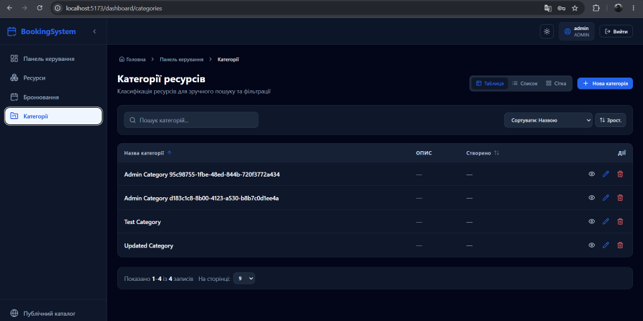 localhost:5173/dashboard/categories
BookingSystem
admin
ADMIN
Вийти
Панель керування
Ресурси
Бронювання
Категорії
Публічний каталог
Головна > Панель керування > Категорії
Категорії ресурсів
Класифікація ресурсів для зручного пошуку та фільтрації
Таблиця Список Сітка
+ Нова категорія
Пошук категорій...
Сортувати: Назвою
Зрост.
Назва категорії ОПИС Створено ДІЇ
Admin Category 95c98755-1fbe-48ed-844b-720f3772a434 — —
Admin Category d183c1c8-8b00-4123-a530-b8b7c0d1ee4a — —
Test Category — —
Updated Category — —
Показано 1-4 із 4 записів На сторінці: 9